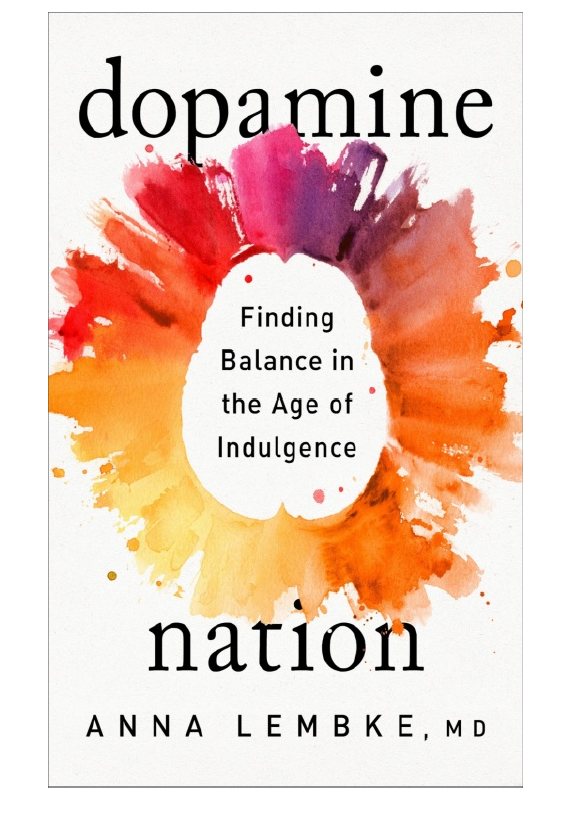 dopamine
Finding
Balance in
the Age of
Indulgence
nation
ANNA LEMBKE, MD